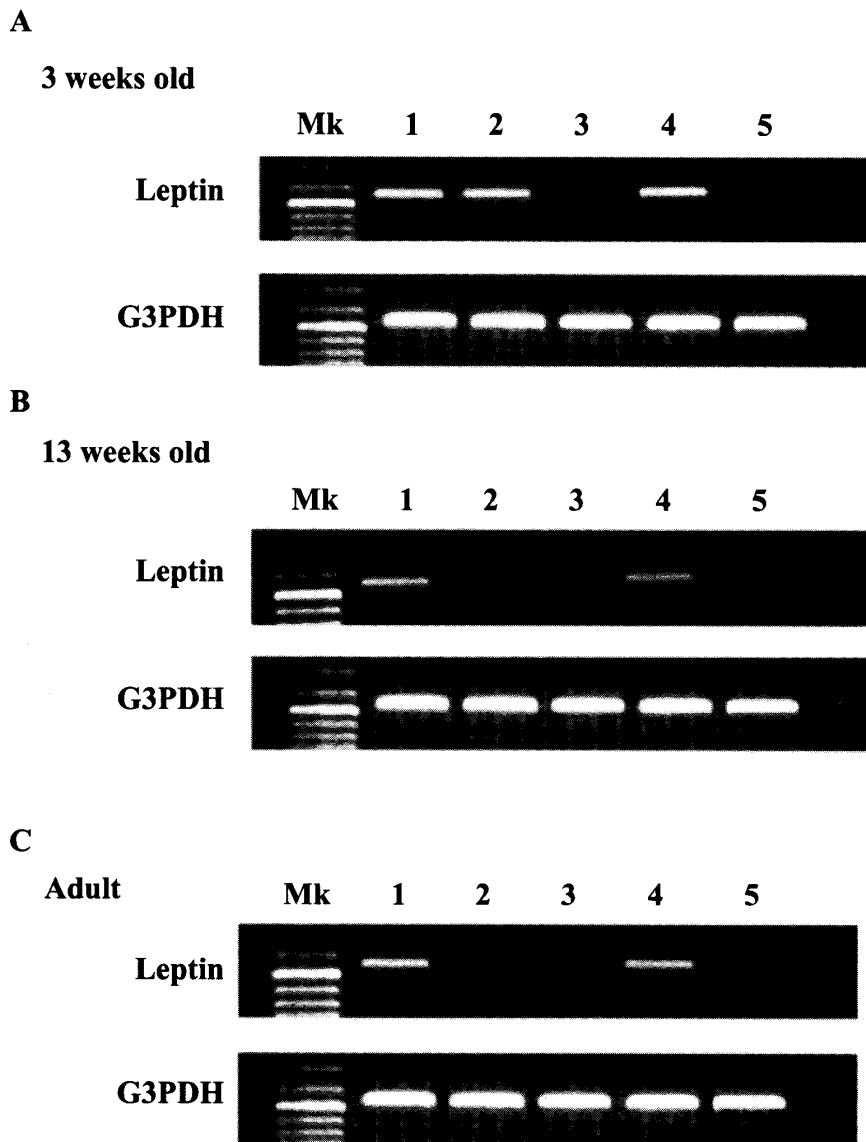 A
3 weeks old
Mk 1 2 3 4 5
Leptin
G3PDH
B
13 weeks old
Mk 1 2 3 4 5
Leptin
G3PDH
C
Adult
Mk 1 2 3 4 5
Leptin
G3PDH